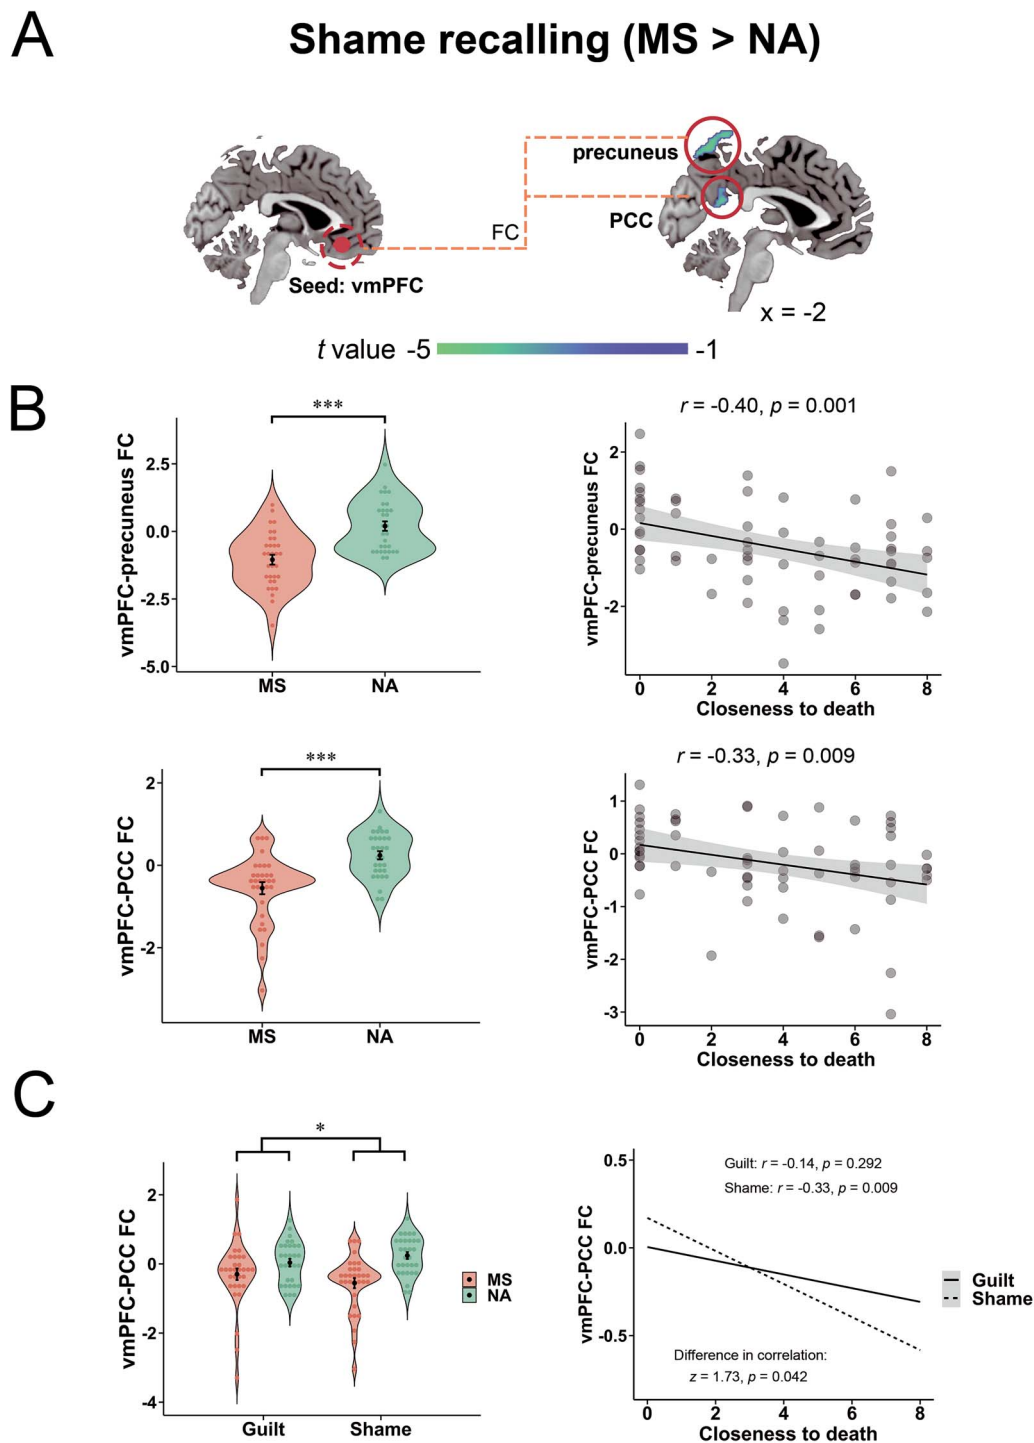 A
Shame recalling (MS > NA)
precuneus
PCC
FC
Seed: vmPFC
x = -2
t value -5 -1
B
***
vmPFC-precuneus FC
2.5
0.0
-2.5
-5.0
MS NA
r = -0.40, p = 0.001
vmPFC-precuneus FC
2
0
-2
0 2 4 6 8
Closeness to death
***
vmPFC-PCC FC
2
0
-2
MS NA
r = -0.33, p = 0.009
vmPFC-PCC FC
1
0
-1
-2
-3
0 2 4 6 8
Closeness to death
C
*
vmPFC-PCC FC
2
0
-2
-4
Guilt Shame
MS
NA
Guilt: r = -0.14, p = 0.292
Shame: r = -0.33, p = 0.009
vmPFC-PCC FC
0.5
0.0
-0.5
Guilt
Shame
Difference in correlation:
z = 1.73, p = 0.042
0 2 4 6 8
Closeness to death